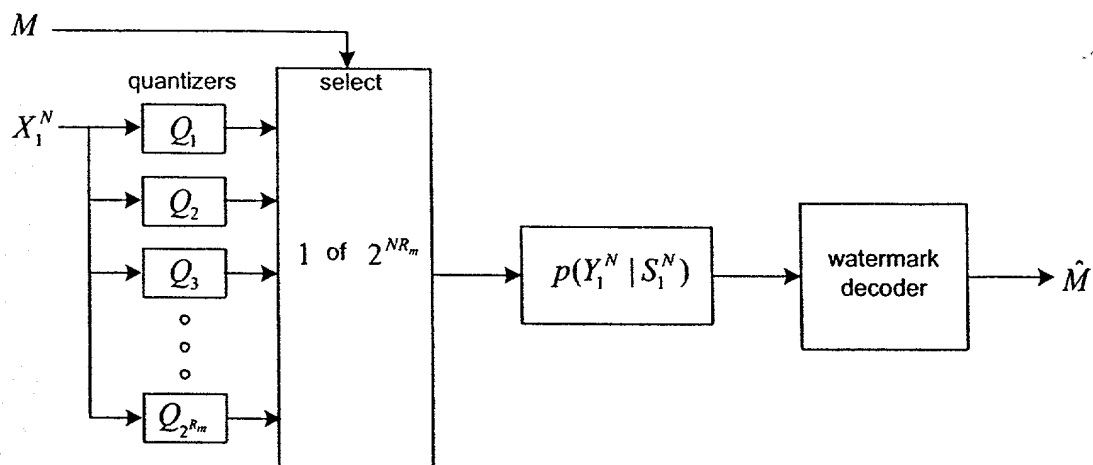 M
quantizers
select
X_1^N
Q_1
Q_2
Q_3
Q_{2^{R_m}}
1 of 2^{NR_m}
p(Y_1^N | S_1^N)
watermark
decoder
M̂